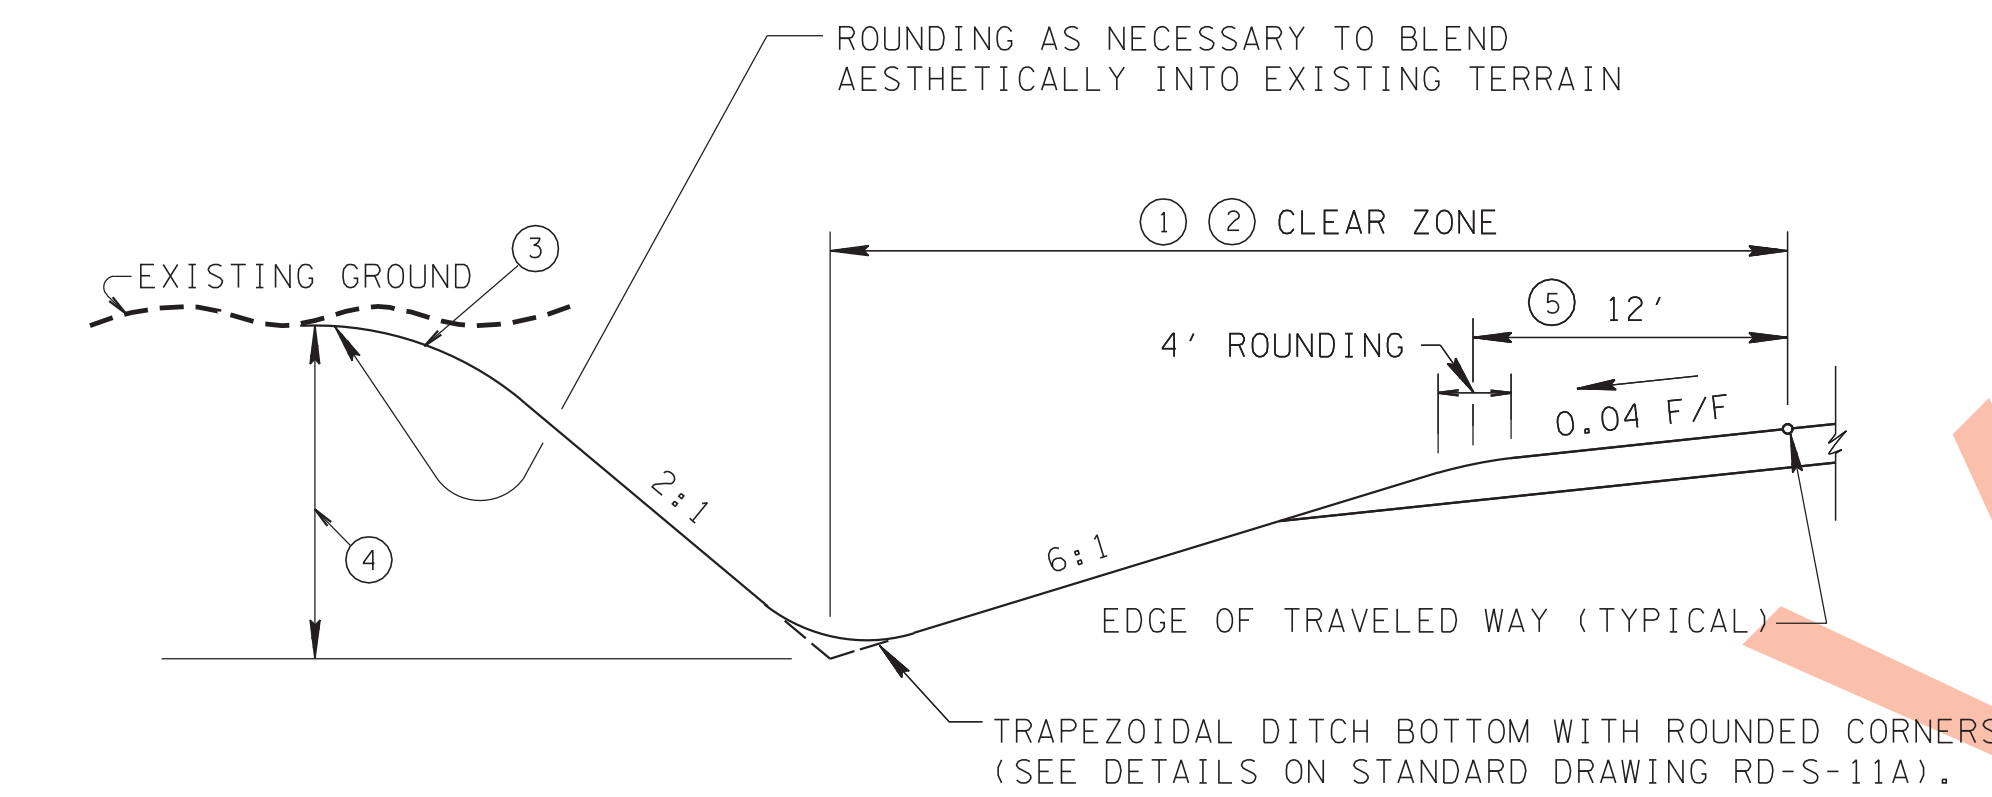 ROUNDING AS NECESSARY TO BLEND
AESTHETICALLY INTO EXISTING TERRAIN
1 2 CLEAR ZONE
3
EXISTING GROUND
5 12'
4' ROUNDING
0.04 F/F
2:1
4
6:1
EDGE OF TRAVELED WAY (TYPICAL)
TRAPEZOIDAL DITCH BOTTOM WITH ROUNDED CORNERS
(SEE DETAILS ON STANDARD DRAWING RD-S-11A).